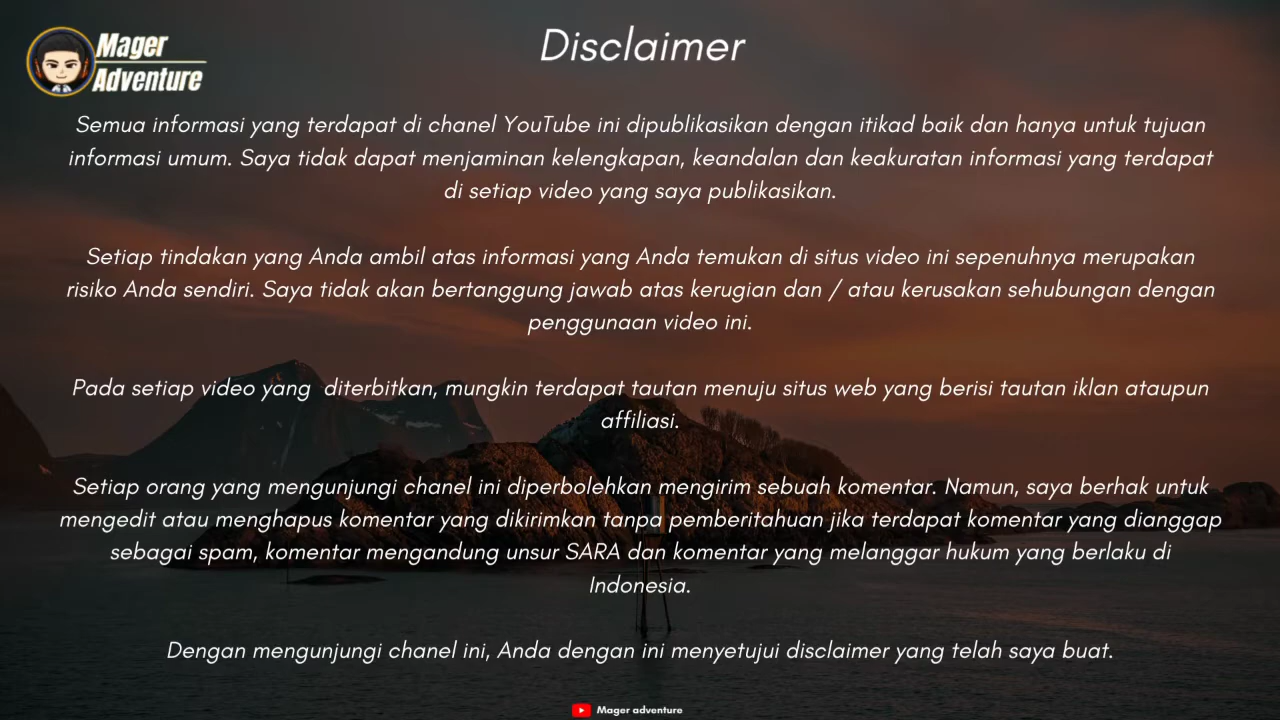 Mager
Adventure
Disclaimer
Semua informasi yang terdapat di chanel YouTube ini dipublikasikan dengan itikad baik dan hanya untuk tujuan
informasi umum. Saya tidak dapat menjaminan kelengkapan, keandalan dan keakuratan informasi yang terdapat
di setiap video yang saya publikasikan.
Setiap tindakan yang Anda ambil atas informasi yang Anda temukan di situs video ini sepenuhnya merupakan
risiko Anda sendiri. Saya tidak akan bertanggung jawab atas kerugian dan / atau kerusakan sehubungan dengan
penggunaan video ini.
Pada setiap video yang diterbitkan, mungkin terdapat tautan menuju situs web yang berisi tautan iklan ataupun
affiliasi.
Setiap orang yang mengunjungi chanel ini diperbolehkan mengirim sebuah komentar. Namun, saya berhak untuk
mengedit atau menghapus komentar yang dikirimkan tanpa pemberitahuan jika terdapat komentar yang dianggap
sebagai spam, komentar mengandung unsur SARA dan komentar yang melanggar hukum yang berlaku di
Indonesia.
Dengan mengunjungi chanel ini, Anda dengan ini menyetujui disclaimer yang telah saya buat.
Mager adventure